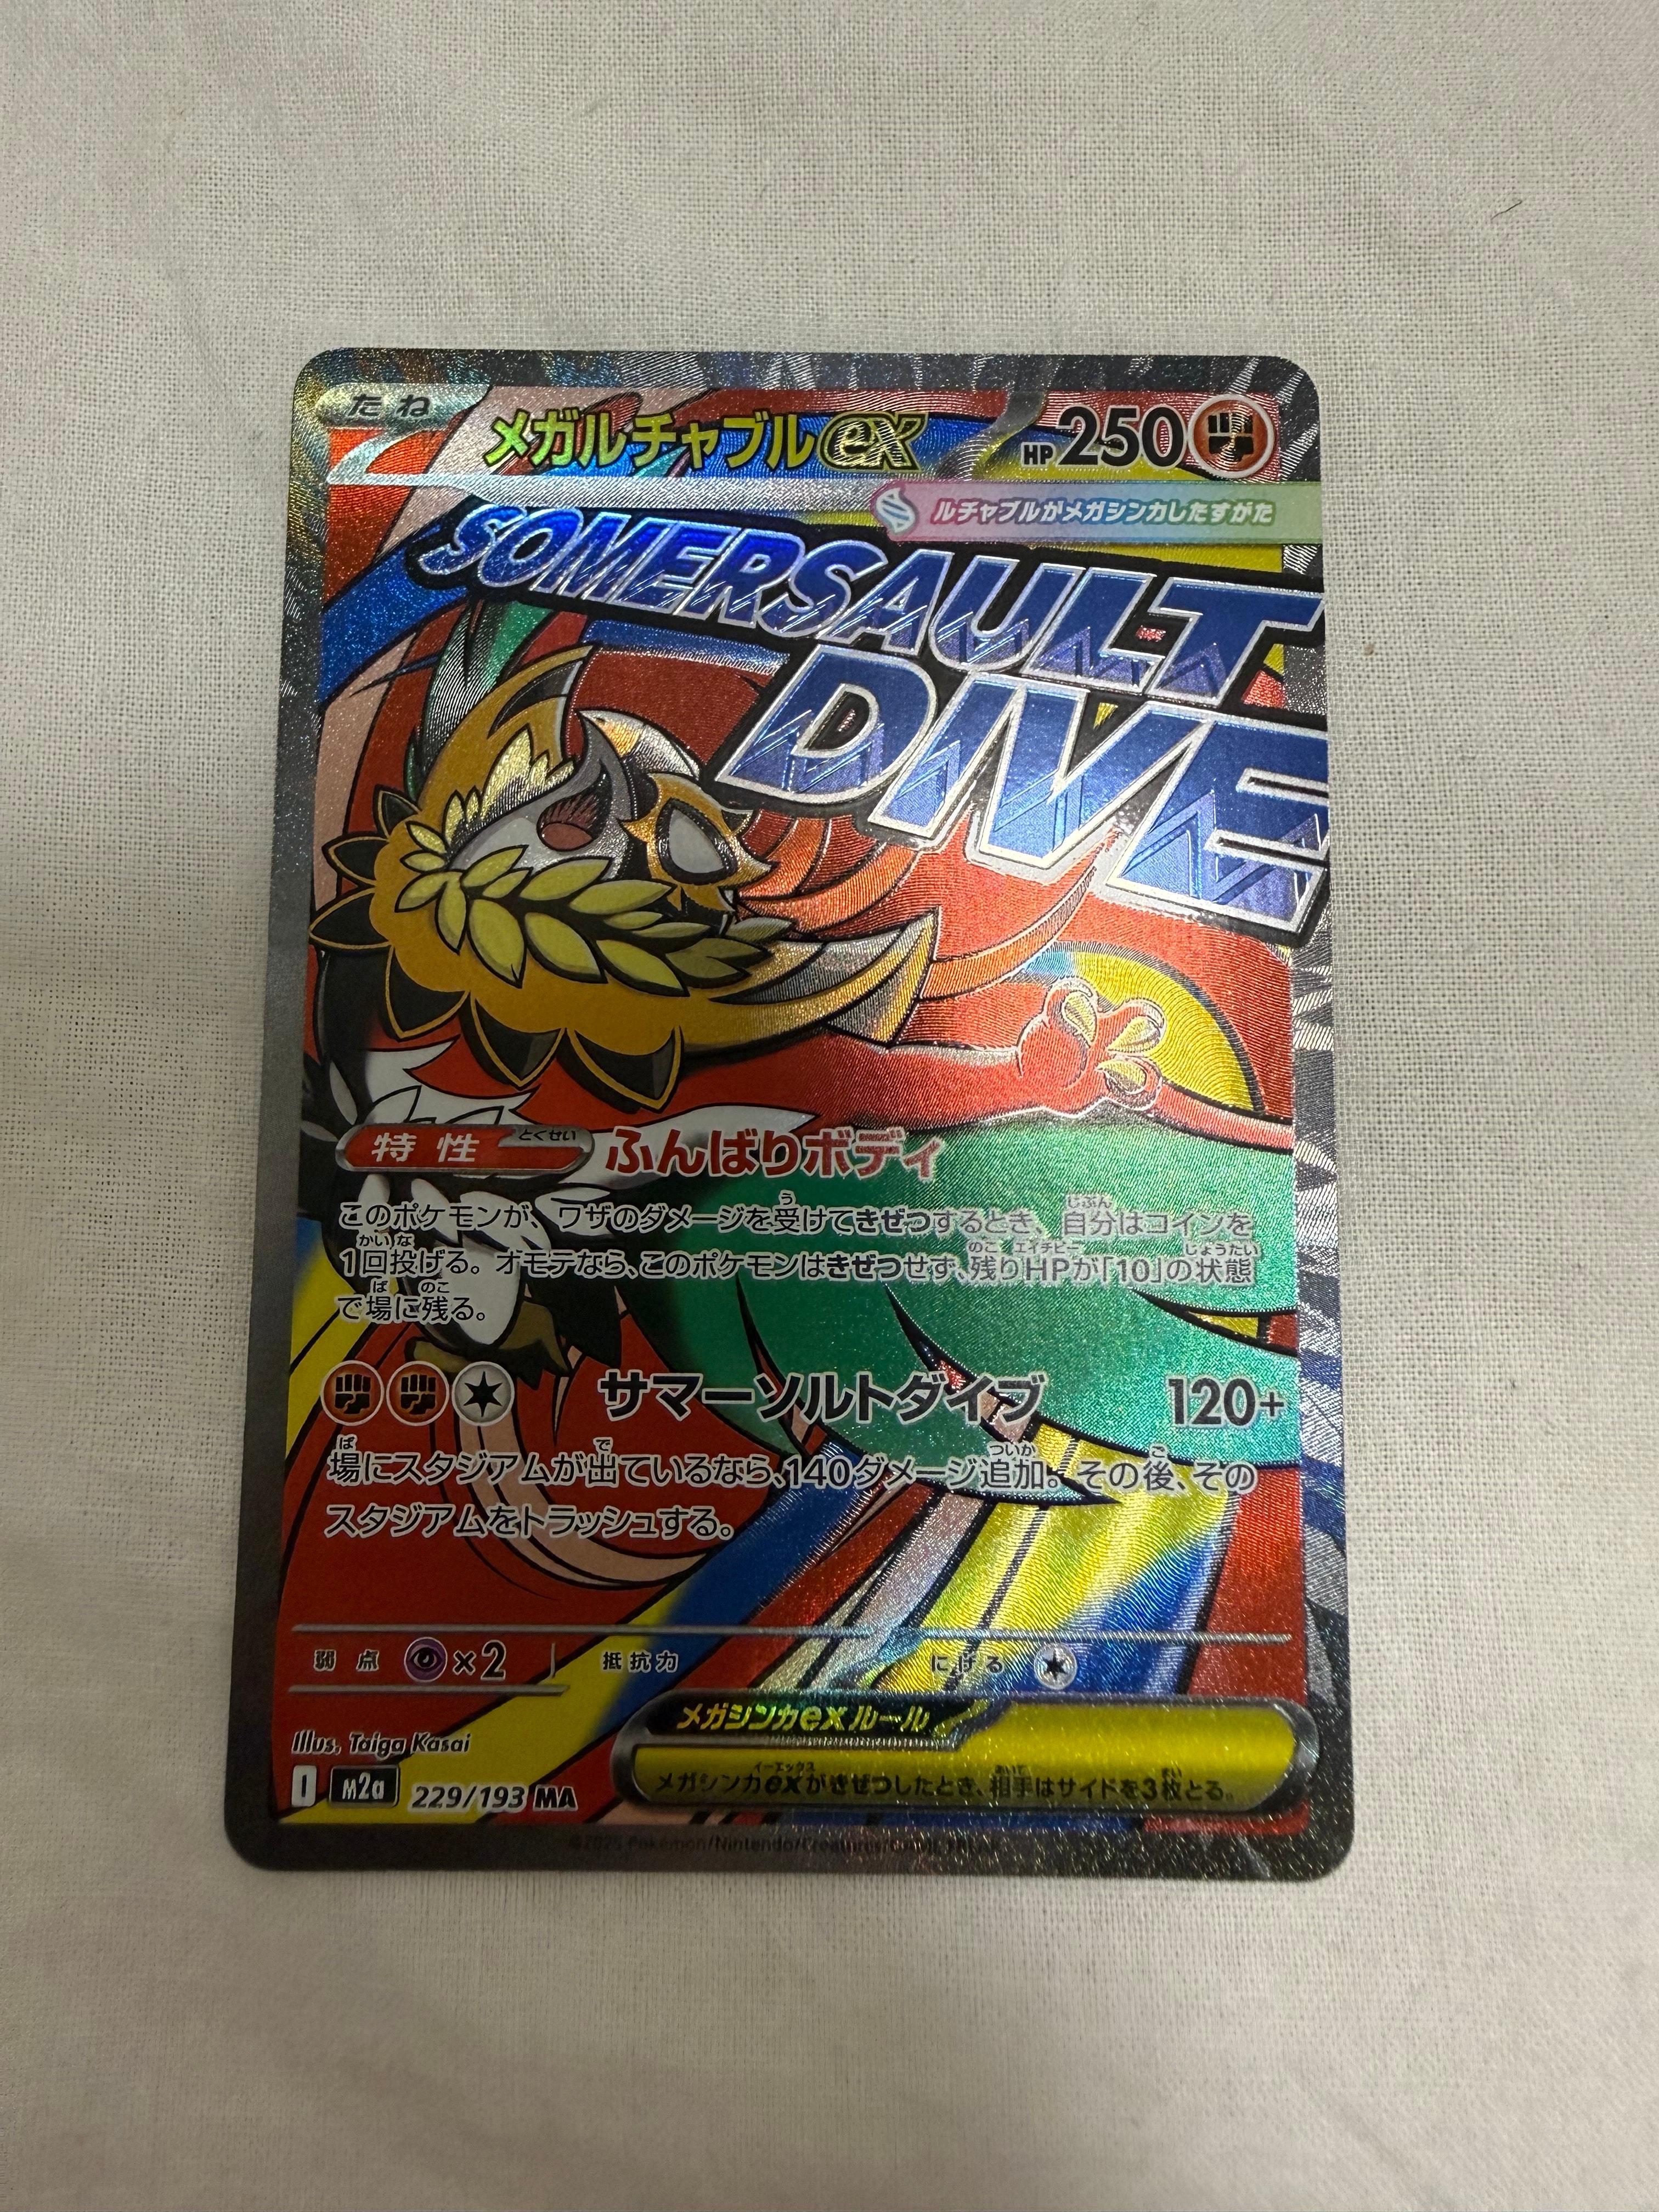 たね
メガルチャブルex
HP 250
ルチャブルがメガシンカしたすがた
SOMERSAULT
DIVE
特性 とくせい ふんばりボディ
このポケモンが、ワザのダメージを受けてきぜつするとき、自分はコインを
1回投げる。オモテなら、このポケモンはきぜつせず、残りHPが「10」の状態
で場に残る。
サマーソルトダイブ 120+
場にスタジアムが出ているなら、140ダメージ追加。その後、その
スタジアムをトラッシュする。
弱点 ×2 抵抗力 にげる
メガシンカexルール
メガシンカexがきぜつしたとき、相手はサイドを3枚とる。
Illus. Taiga Kasai
I m2a 229/193 MA
Pokémon/Nintendo/Creatures